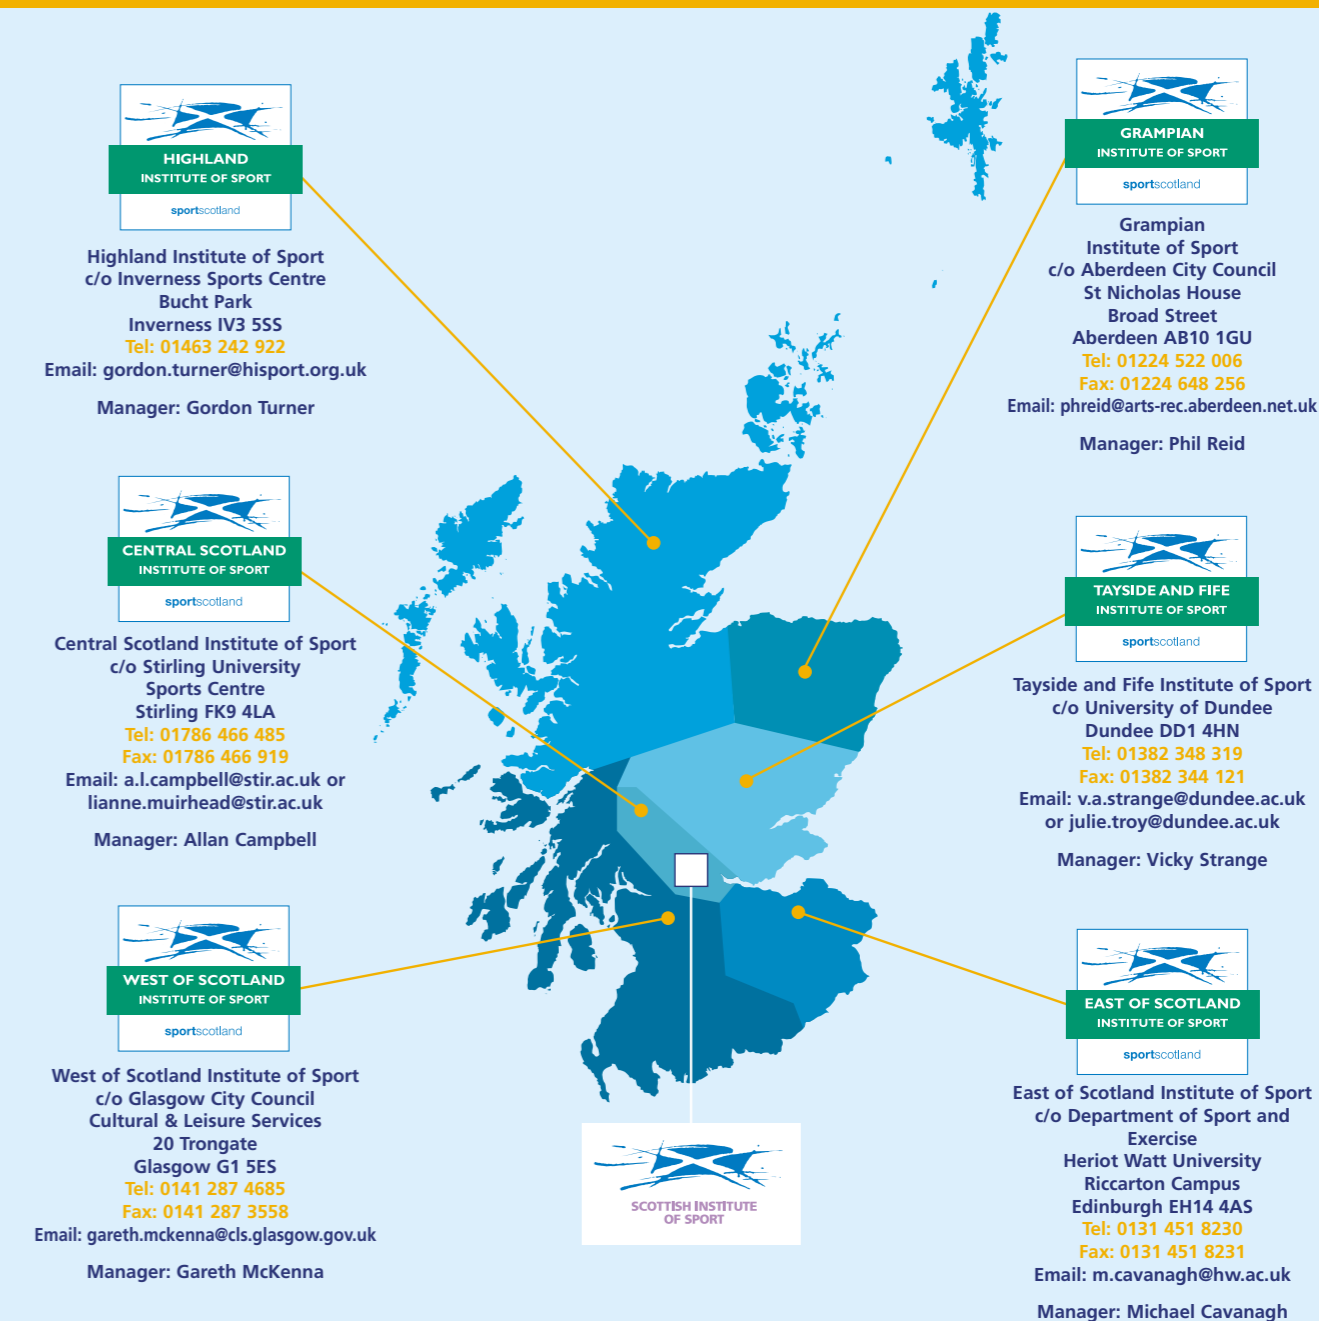 HIGHLAND
INSTITUTE OF SPORT
sportscotland
Highland Institute of Sport
c/o Inverness Sports Centre
Bucht Park
Inverness IV3 5SS
Tel: 01463 242 922
Email: gordon.turner@hisport.org.uk
Manager: Gordon Turner
CENTRAL SCOTLAND
INSTITUTE OF SPORT
sportscotland
Central Scotland Institute of Sport
c/o Stirling University
Sports Centre
Stirling FK9 4LA
Tel: 01786 466 485
Fax: 01786 466 919
Email: a.l.campbell@stir.ac.uk or
lianne.muirhead@stir.ac.uk
Manager: Allan Campbell
WEST OF SCOTLAND
INSTITUTE OF SPORT
sportscotland
West of Scotland Institute of Sport
c/o Glasgow City Council
Cultural & Leisure Services
20 Trongate
Glasgow G1 5ES
Tel: 0141 287 4685
Fax: 0141 287 3558
Email: gareth.mckenna@cls.glasgow.gov.uk
Manager: Gareth McKenna
SCOTTISH INSTITUTE
OF SPORT
GRAMPIAN
INSTITUTE OF SPORT
sportscotland
Grampian
Institute of Sport
c/o Aberdeen City Council
St Nicholas House
Broad Street
Aberdeen AB10 1GU
Tel: 01224 522 006
Fax: 01224 648 256
Email: phreid@arts-rec.aberdeen.net.uk
Manager: Phil Reid
TAYSIDE AND FIFE
INSTITUTE OF SPORT
sportscotland
Tayside and Fife Institute of Sport
c/o University of Dundee
Dundee DD1 4HN
Tel: 01382 348 319
Fax: 01382 344 121
Email: v.a.strange@dundee.ac.uk
or julie.troy@dundee.ac.uk
Manager: Vicky Strange
EAST OF SCOTLAND
INSTITUTE OF SPORT
sportscotland
East of Scotland Institute of Sport
c/o Department of Sport and
Exercise
Heriot Watt University
Riccarton Campus
Edinburgh EH14 4AS
Tel: 0131 451 8230
Fax: 0131 451 8231
Email: m.cavanagh@hw.ac.uk
Manager: Michael Cavanagh